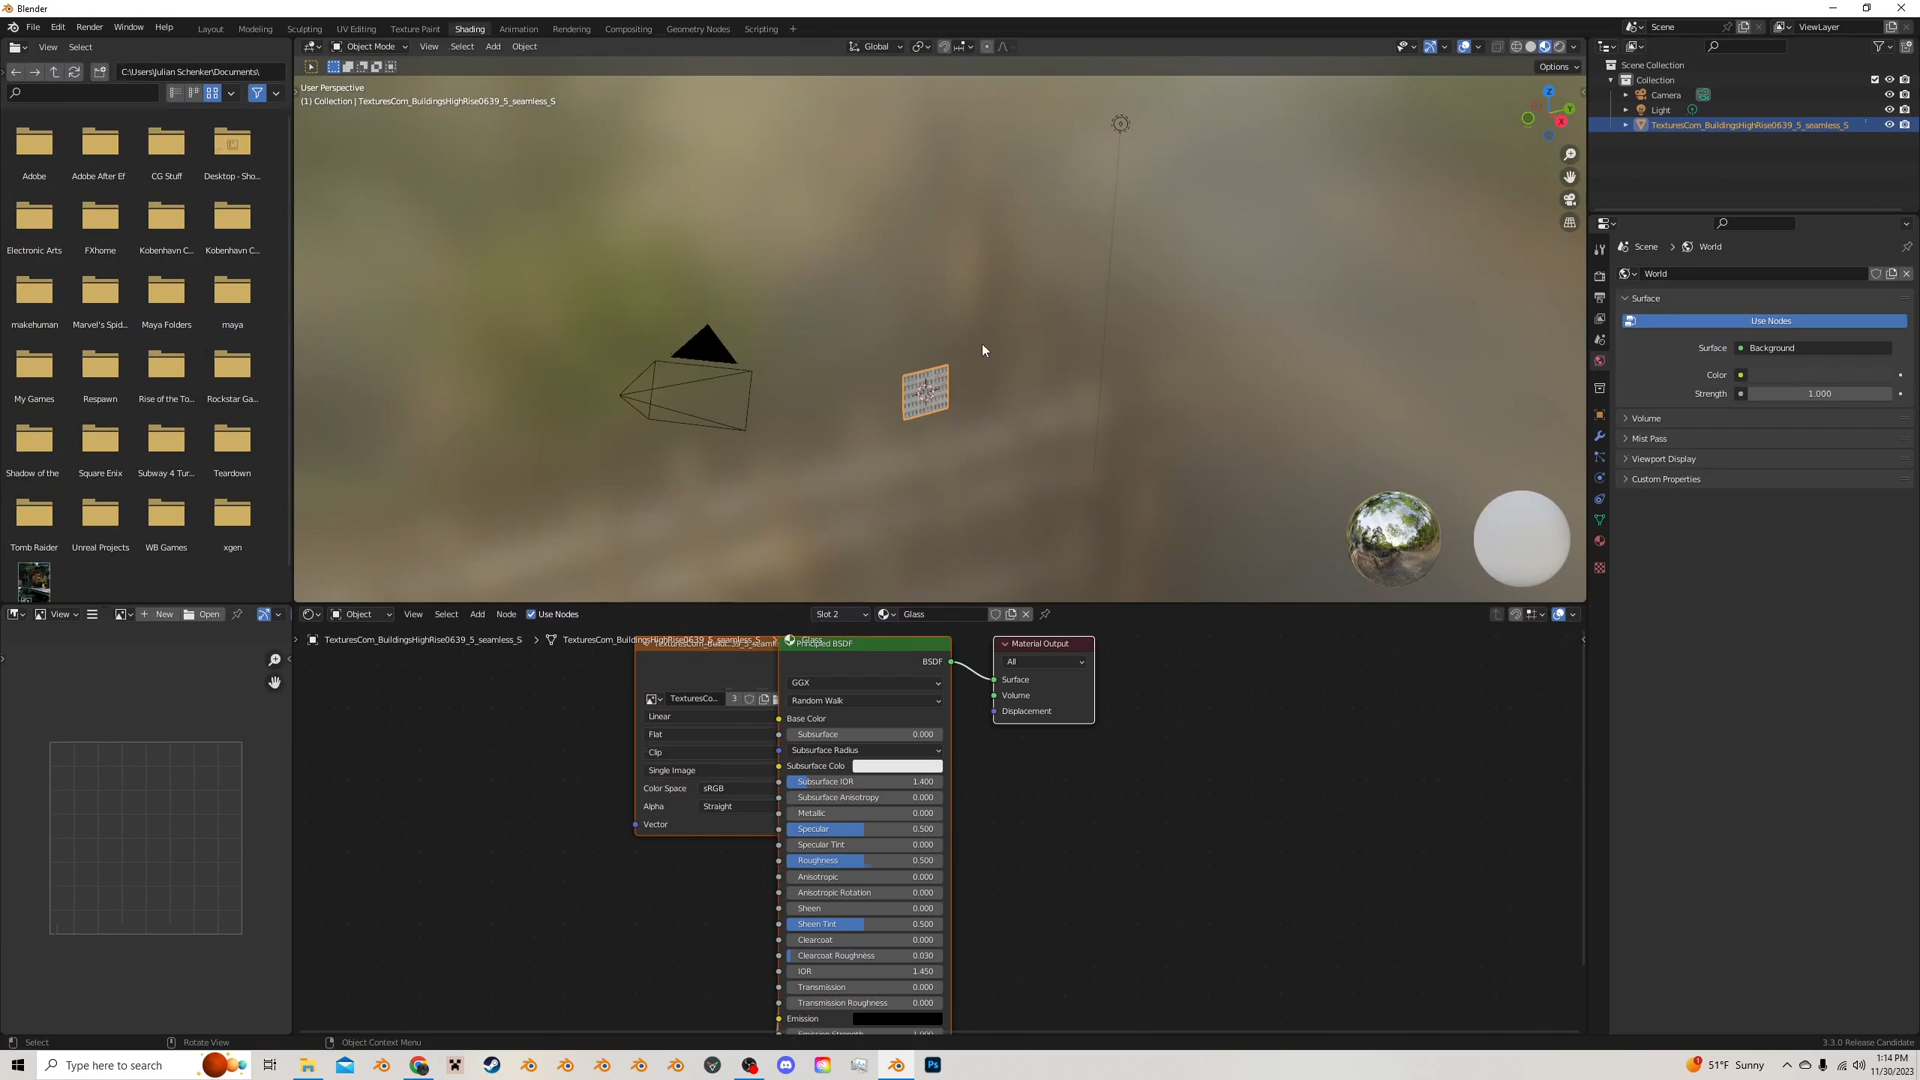 Blender
File Edit Render Window Help Layout Modeling Sculpting UV Editing Texture Paint Shading Animation Rendering Compositing Geometry Nodes Scripting + Scene ViewLayer
View Select Object Mode View Select Add Object Global
C:\Users\Julian Schenker\Documents\
Options
User Perspective
(1) Collection | TexturesCom_BuildingsHighRise0639_5_seamless_S
Z
Y
X
Scene Collection
Collection
Camera
Light
TexturesCom_BuildingsHighRise0639_5_seamless_S
Adobe Adobe After Ef CG Stuff Desktop - Sho...
Electronic Arts FXhome Kobenhavn C... Kobenhavn C...
makehuman Marvel's Spid... Maya Folders maya
My Games Respawn Rise of the To... Rockstar Ga...
Shadow of the Square Enix Subway 4 Tur... Teardown
Tomb Raider Unreal Projects WB Games xgen
Scene > World
World
Surface
Use Nodes
Surface Background
Color
Strength 1.000
Volume
Mist Pass
Viewport Display
Custom Properties
View + New Open
Object View Select Add Node Use Nodes Slot 2 Glass
TexturesCom_BuildingsHighRise0639_5_seamless_S > TexturesCom_BuildingsHighRise0639_5_seamless_S > Glass
Principled BSDF
BSDF
GGX
Random Walk
Base Color
Subsurface 0.000
Subsurface Radius
Subsurface Colo
Subsurface IOR 1.400
Subsurface Anisotropy 0.000
Metallic 0.000
Specular 0.500
Specular Tint 0.000
Roughness 0.500
Anisotropic 0.000
Anisotropic Rotation 0.000
Sheen 0.000
Sheen Tint 0.500
Clearcoat 0.000
Clearcoat Roughness 0.030
IOR 1.450
Transmission 0.000
Transmission Roughness 0.000
Emission
TexturesCo... 3
Linear
Flat
Clip
Single Image
Color Space sRGB
Alpha Straight
Vector
Material Output
All
Surface
Volume
Displacement
Select Rotate View Object Context Menu 3.3.0 Release Candidate
Type here to search
1 51°F Sunny
1:14 PM
11/30/2023